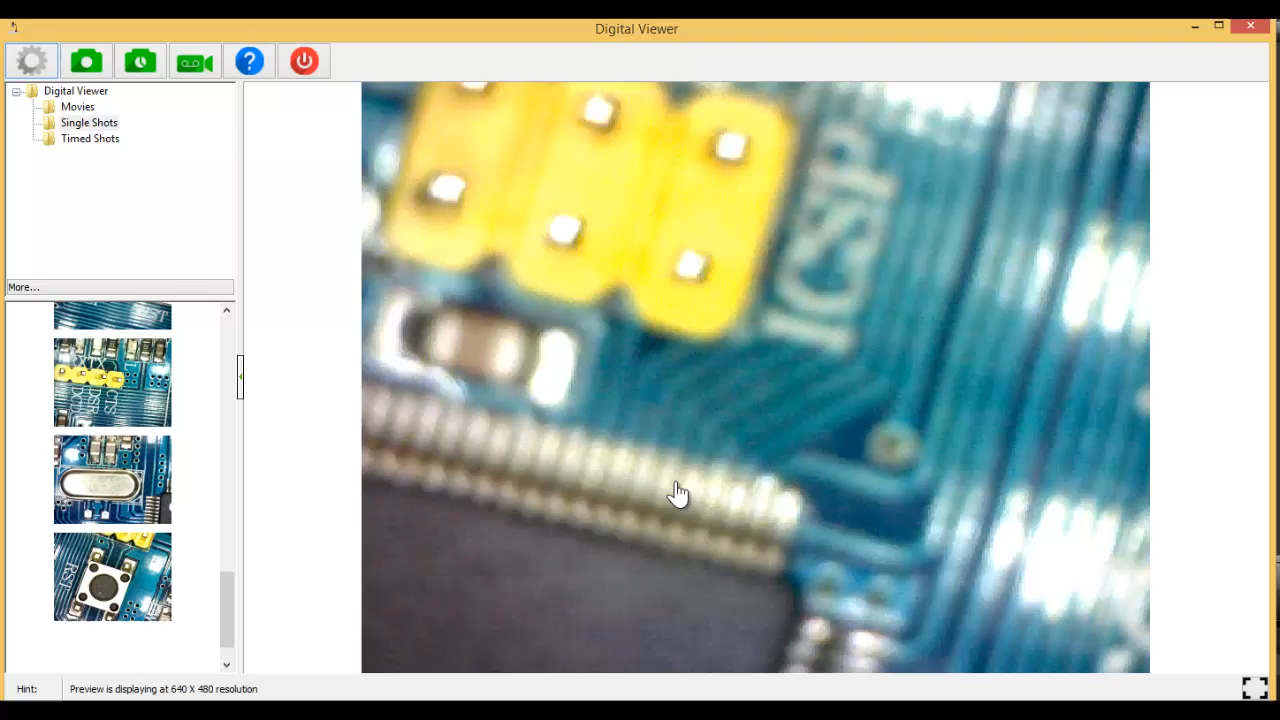 Digital Viewer
Digital Viewer
Movies
Single Shots
Timed Shots
More...
ICSP
RST
Hint:
Preview is displaying at 640 X 480 resolution